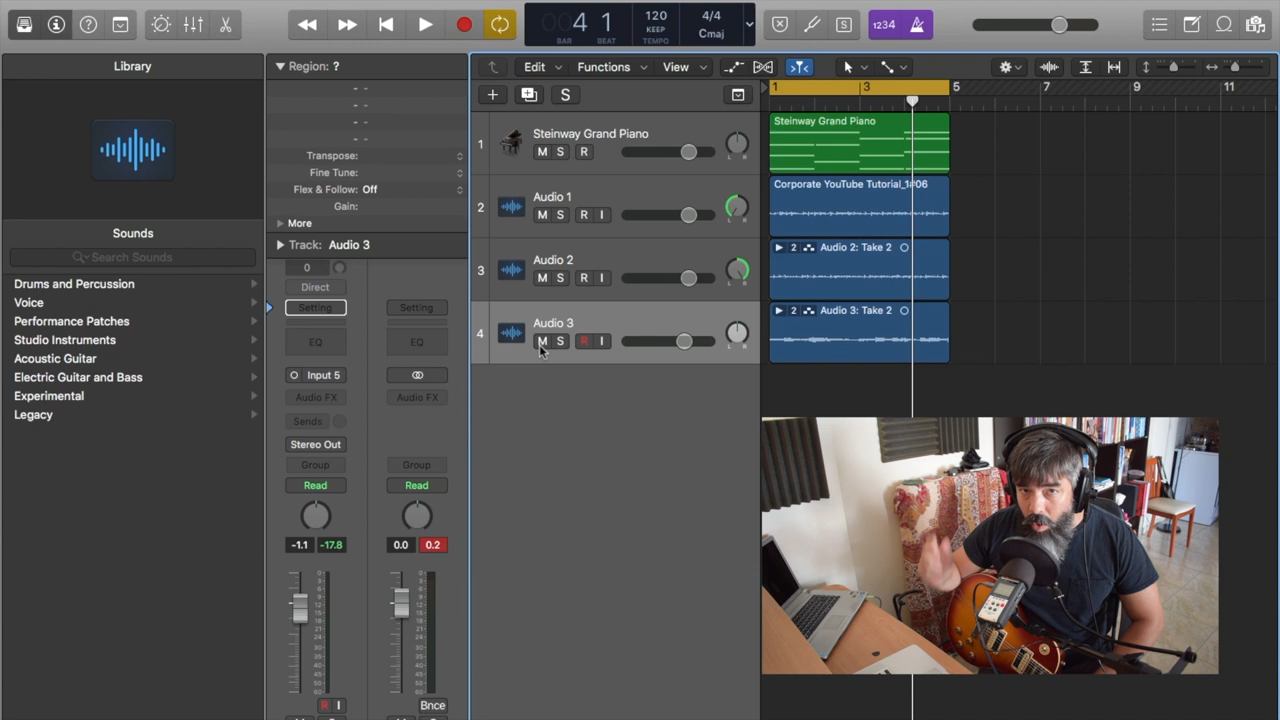 4 1
BAR BEAT
120
KEEP
TEMPO
4/4
Cmaj
S
1234
Library
Region: ?
Edit
Functions
View
S
1
3
5
7
9
11
Transpose:
Fine Tune:
Flex & Follow: Off
Gain:
More
Track: Audio 3
Sounds
Search Sounds
Drums and Percussion
Voice
Performance Patches
Studio Instruments
Acoustic Guitar
Electric Guitar and Bass
Experimental
Legacy
0
Direct
Setting
Setting
EQ
EQ
Input 5
Audio FX
Audio FX
Sends
Stereo Out
Group
Group
Read
Read
-1.1 -17.8
0.0 0.2
R I
Bnce
1
Steinway Grand Piano
M S R
L R
Steinway Grand Piano
2
Audio 1
M S R I
L R
Corporate YouTube Tutorial_1#06
3
Audio 2
M S R I
L R
2 Audio 2: Take 2
4
Audio 3
M S R I
L R
2 Audio 3: Take 2